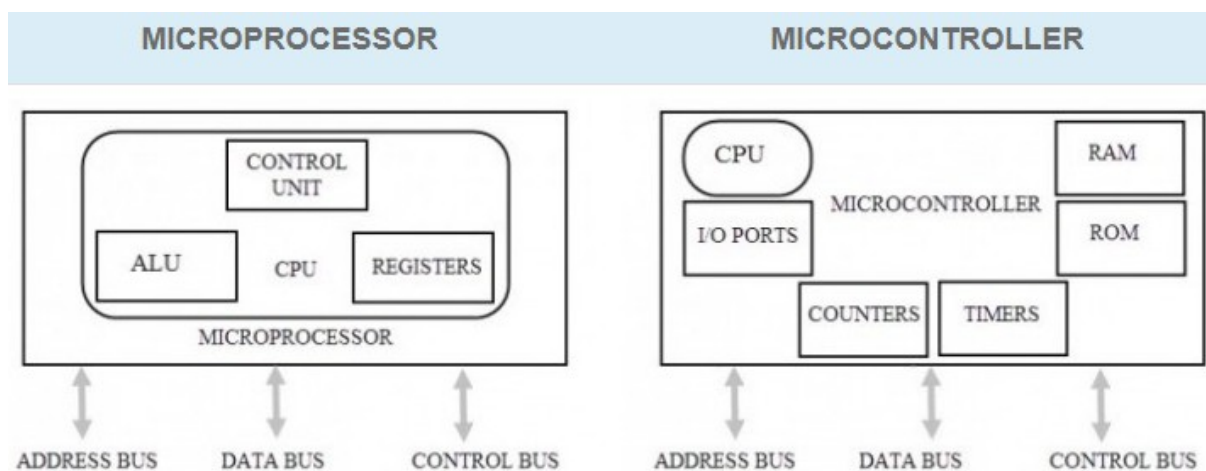 MICROPROCESSOR
MICROCONTROLLER
CONTROL
UNIT
ALU
CPU
REGISTERS
MICROPROCESSOR
ADDRESS BUS
DATA BUS
CONTROL BUS
CPU
RAM
MICROCONTROLLER
I/O PORTS
ROM
COUNTERS
TIMERS
ADDRESS BUS
DATA BUS
CONTROL BUS